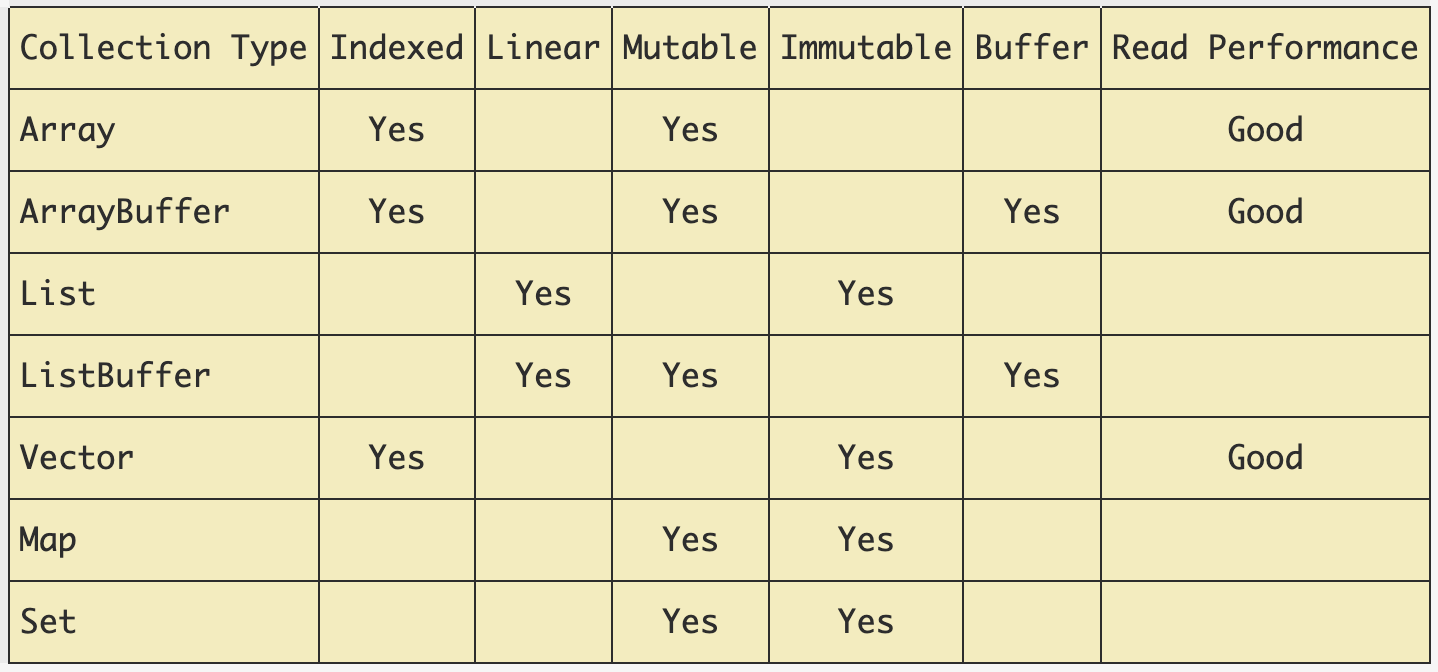 Collection Type Indexed Linear Mutable Immutable Buffer Read Performance
Array Yes Yes Good
ArrayBuffer Yes Yes Yes Good
List Yes Yes
ListBuffer Yes Yes Yes
Vector Yes Yes Good
Map Yes Yes
Set Yes Yes